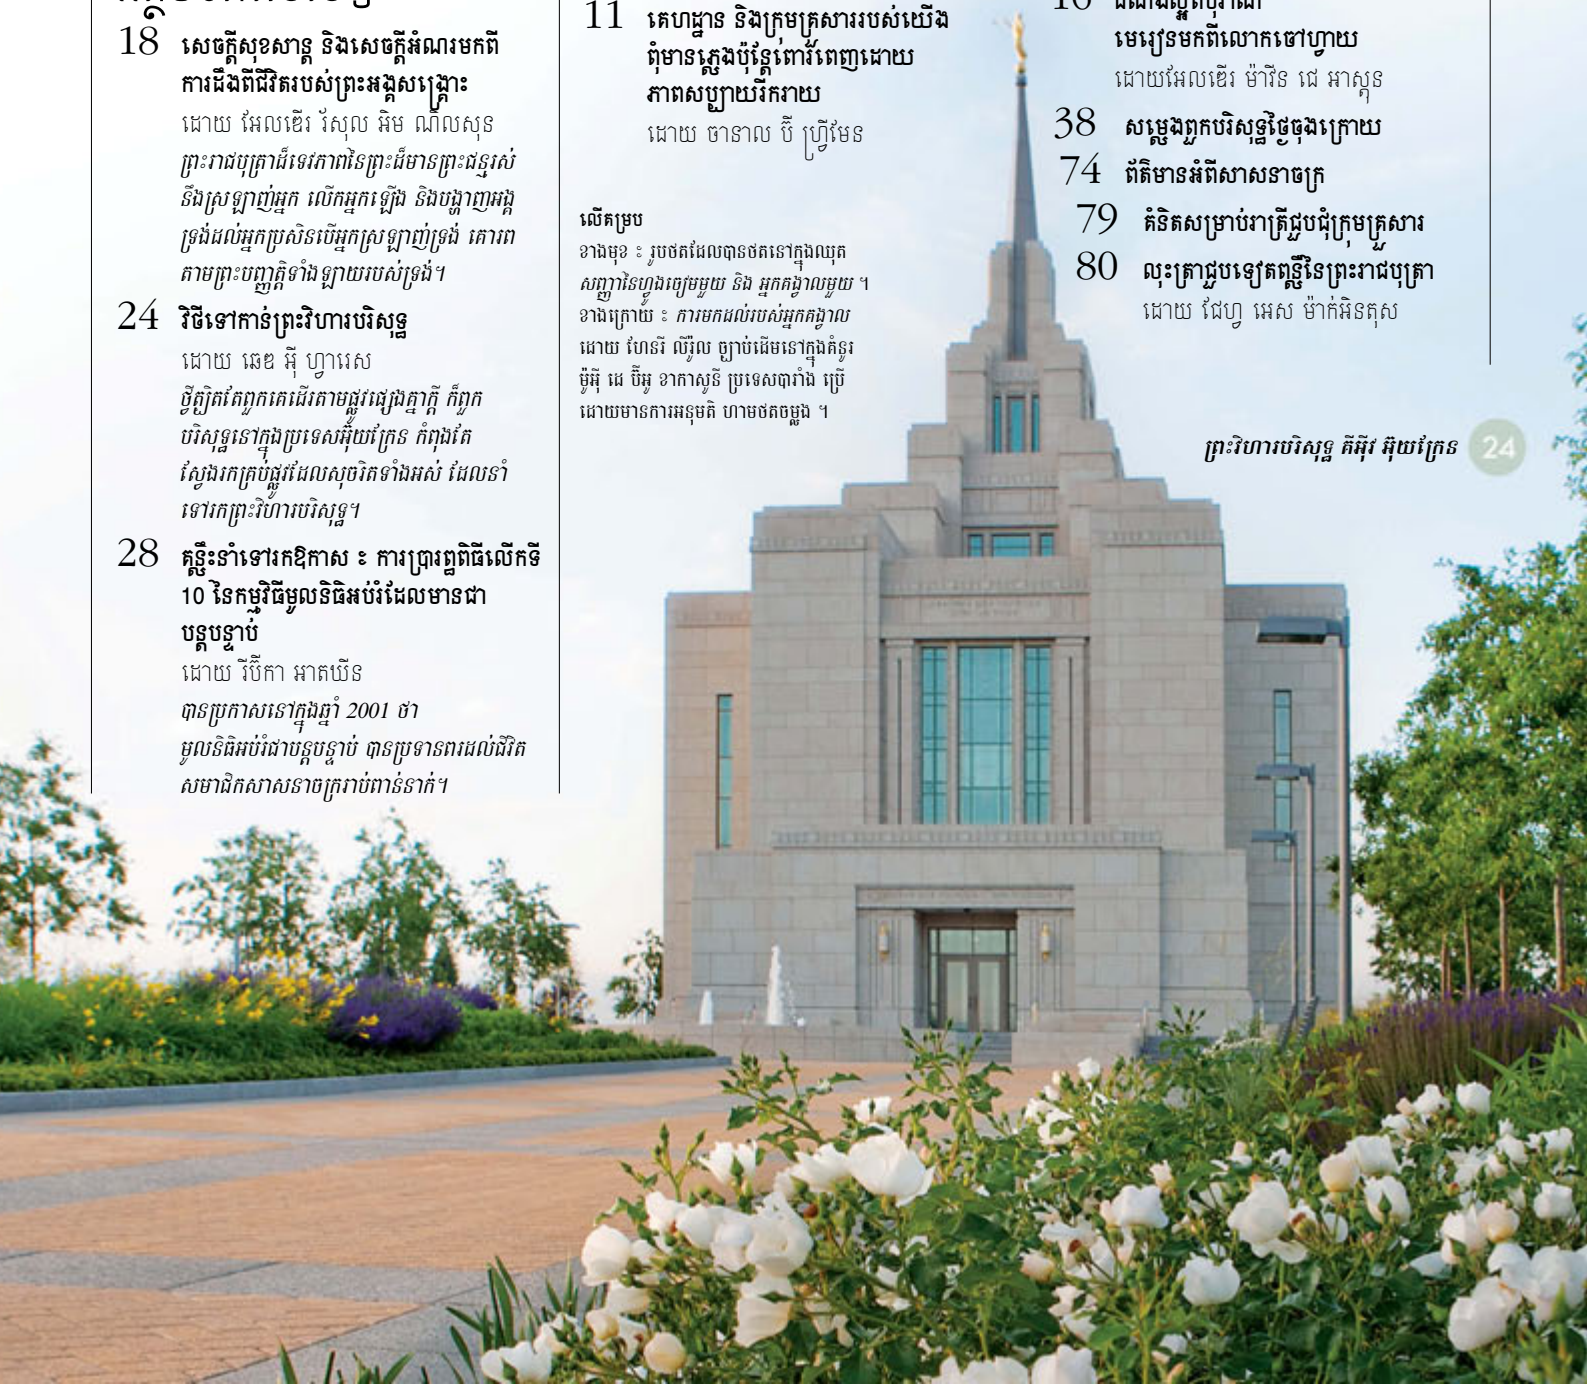 18 សេចក្ដីសុខសាន្ត និងសេចក្ដីអំណរមកពី
ការដឹងពីជីវិតរបស់ព្រះអង្គសង្គ្រោះ
ដោយ អែលឌើរ រ័សុល អិម ណិលសុន
ព្រះរាជបុត្រាដ៏ទេវភាពនៃព្រះដ៏មានព្រះជន្មរស់
នឹងស្រឡាញ់អ្នក លើកអ្នកឡើង និងបង្ហាញអង្គ
ទ្រង់ដល់អ្នកប្រសិនបើអ្នកស្រឡាញ់ទ្រង់ គោរព
តាមព្រះបញ្ញត្តិទាំងឡាយរបស់ទ្រង់។
24 វិថីទៅកាន់ព្រះវិហារបរិសុទ្ធ
ដោយ ឆេឌ អ៊ី ហ្វារេស
ថ្វីត្បិតតែពួកគេដើរតាមផ្លូវផ្សេងគ្នាក្ដី ក៏ពួក
បរិសុទ្ធនៅក្នុងប្រទេសអ៊ុយក្រែន កំពុងតែ
ស្វែងរកគ្រប់ផ្លូវដែលសុចរិតទាំងអស់ ដែលនាំ
ទៅរកព្រះវិហារបរិសុទ្ធ។
28 គន្លឹះនាំទៅរកឱកាស ៖ ការប្រារព្ធពិធីលើកទី
10 នៃកម្មវិធីមូលនិធិអប់រំដែលមានជា
បន្តបន្ទាប់
ដោយ រីប៊ីកា អាតឃីន
បានប្រកាសនៅក្នុងឆ្នាំ 2001 ថា
មូលនិធិអប់រំជាបន្តបន្ទាប់ បានប្រទានពរដល់ជីវិត
សមាជិកសាសនាចក្ររាប់ពាន់នាក់។
11 គេហដ្ឋាន និងក្រុមគ្រួសាររបស់យើង
ពុំមានភ្លេងប៉ុន្តែពោរពេញដោយ
ភាពសប្បាយរីករាយ
ដោយ ចានាល ប៊ី ហ្វ្រីមែន
លើគម្រប
ខាងមុខ ៖ រូបថតដែលបានថតនៅក្នុងឈុត
សញ្ញានៃហ្វូងចៀមមួយ និង អ្នកគង្វាលមួយ ។
ខាងក្រោយ ៖ ការមកដល់របស់អ្នកគង្វាល
ដោយ ហែនរី លីរ៉ូល ច្បាប់ដើមនៅក្នុងគំនូរ
ម៉ូអ៊ី ដេ ប៊ីអូ ខាកាសូនី ប្រទេសបារាំង ប្រើ
ដោយមានការអនុមតិ ហាមថតចម្លង ។
មេរៀនមកពីលោកចៅហ្វាយ
ដោយអែលឌើរ ម៉ាវីន ជេ អាស្តុន
38 សម្លេងពួកបរិសុទ្ធថ្ងៃចុងក្រោយ
74 ព័ត៌មានអំពីសាសនាចក្រ
79 គំនិតសម្រាប់រាត្រីជួបជុំក្រុមគ្រួសារ
80 លុះត្រាជួបទៀតពន្លឺនៃព្រះរាជបុត្រា
ដោយ ជែហ្វ អេស ម៉ាក់អិនតុស
ព្រះវិហារបរិសុទ្ធ គីអ៊ីវ អ៊ុយក្រែន 24